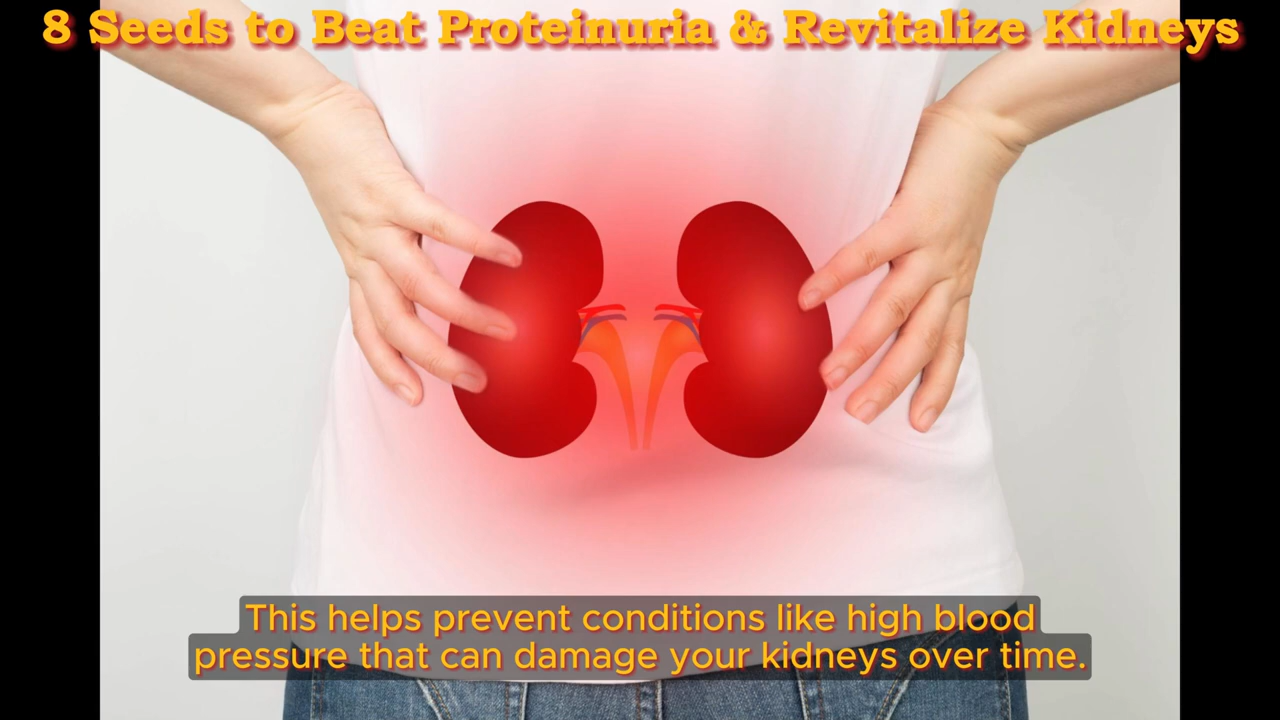 8 Seeds to Beat Proteinuria & Revitalize Kidneys
This helps prevent conditions like high blood
pressure that can damage your kidneys over time.